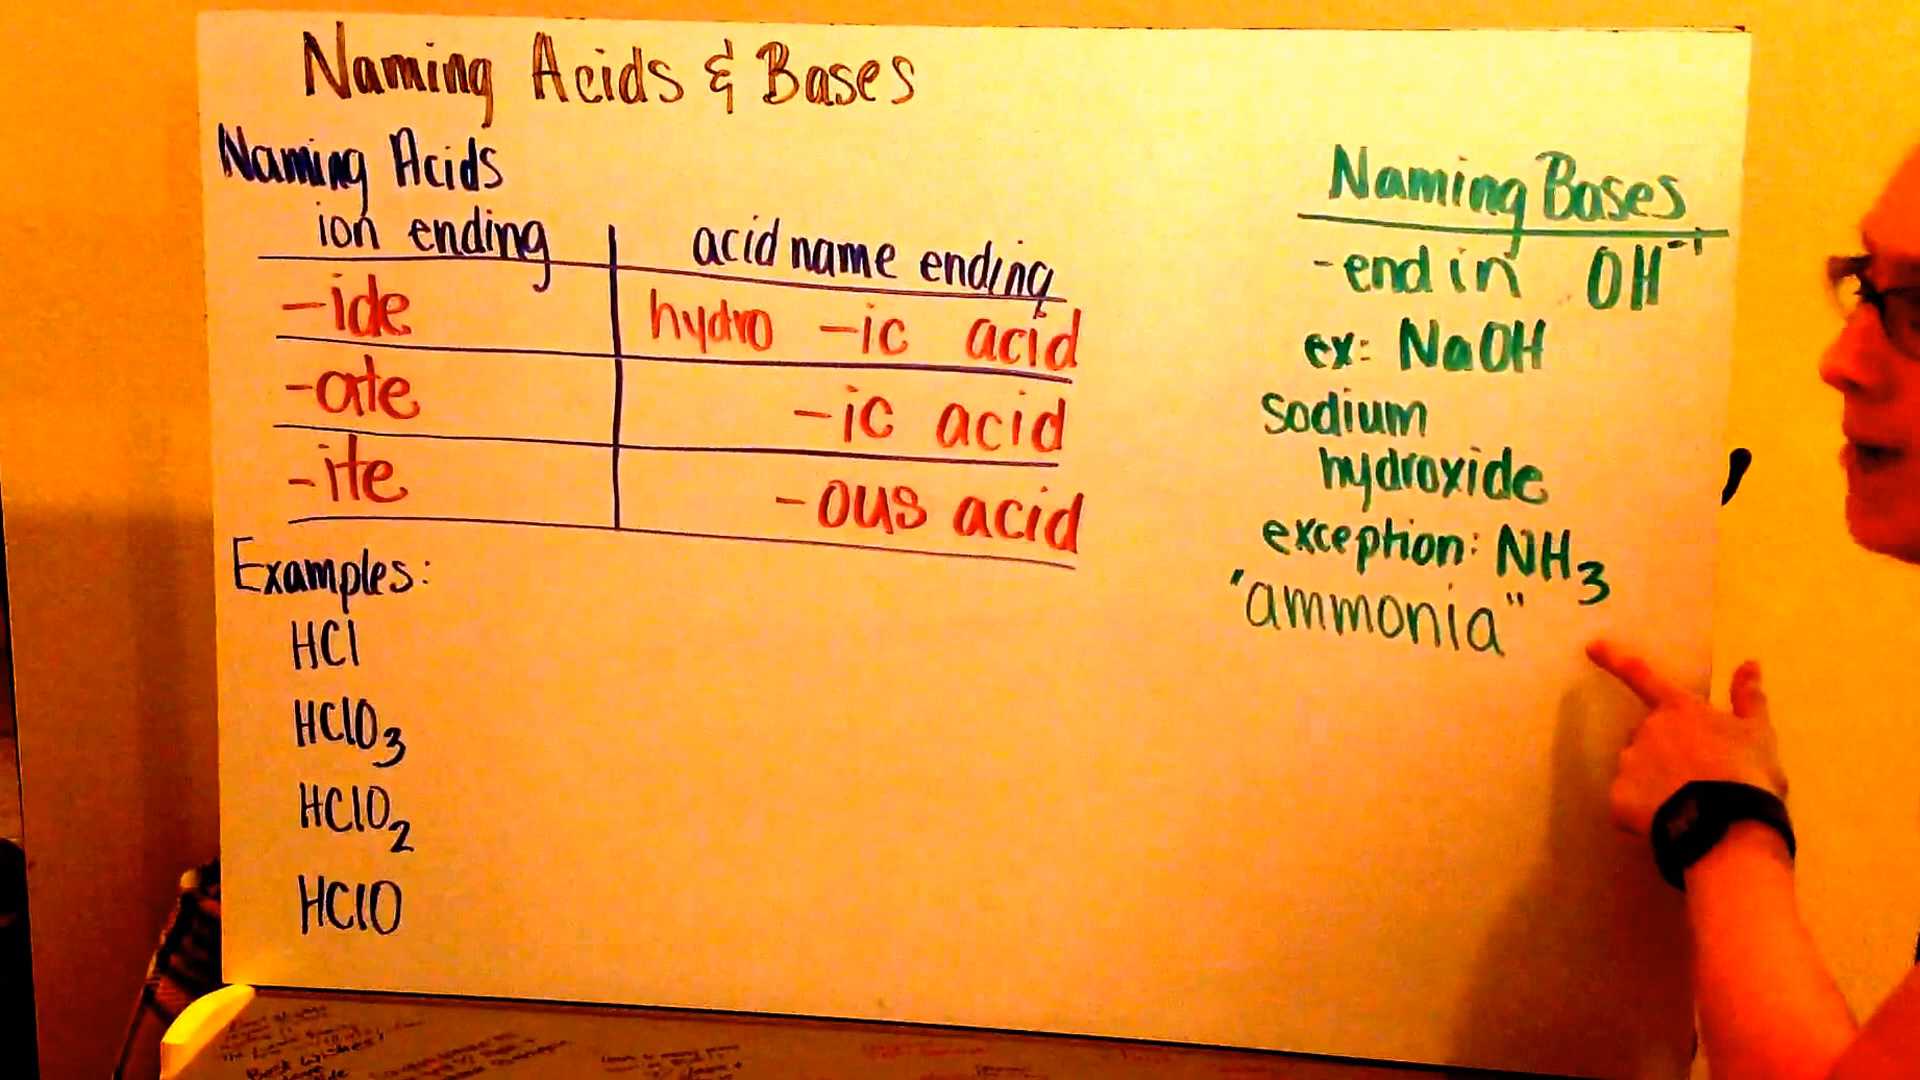 Naming Acids & Bases
Naming Acids
ion ending acid name ending
-ide hydro -ic acid
-ate -ic acid
-ite -ous acid
Examples:
HCl
HClO3
HClO2
HClO
Naming Bases
-end in OH-1
ex: NaOH
sodium
hydroxide
exception: NH3
"ammonia"